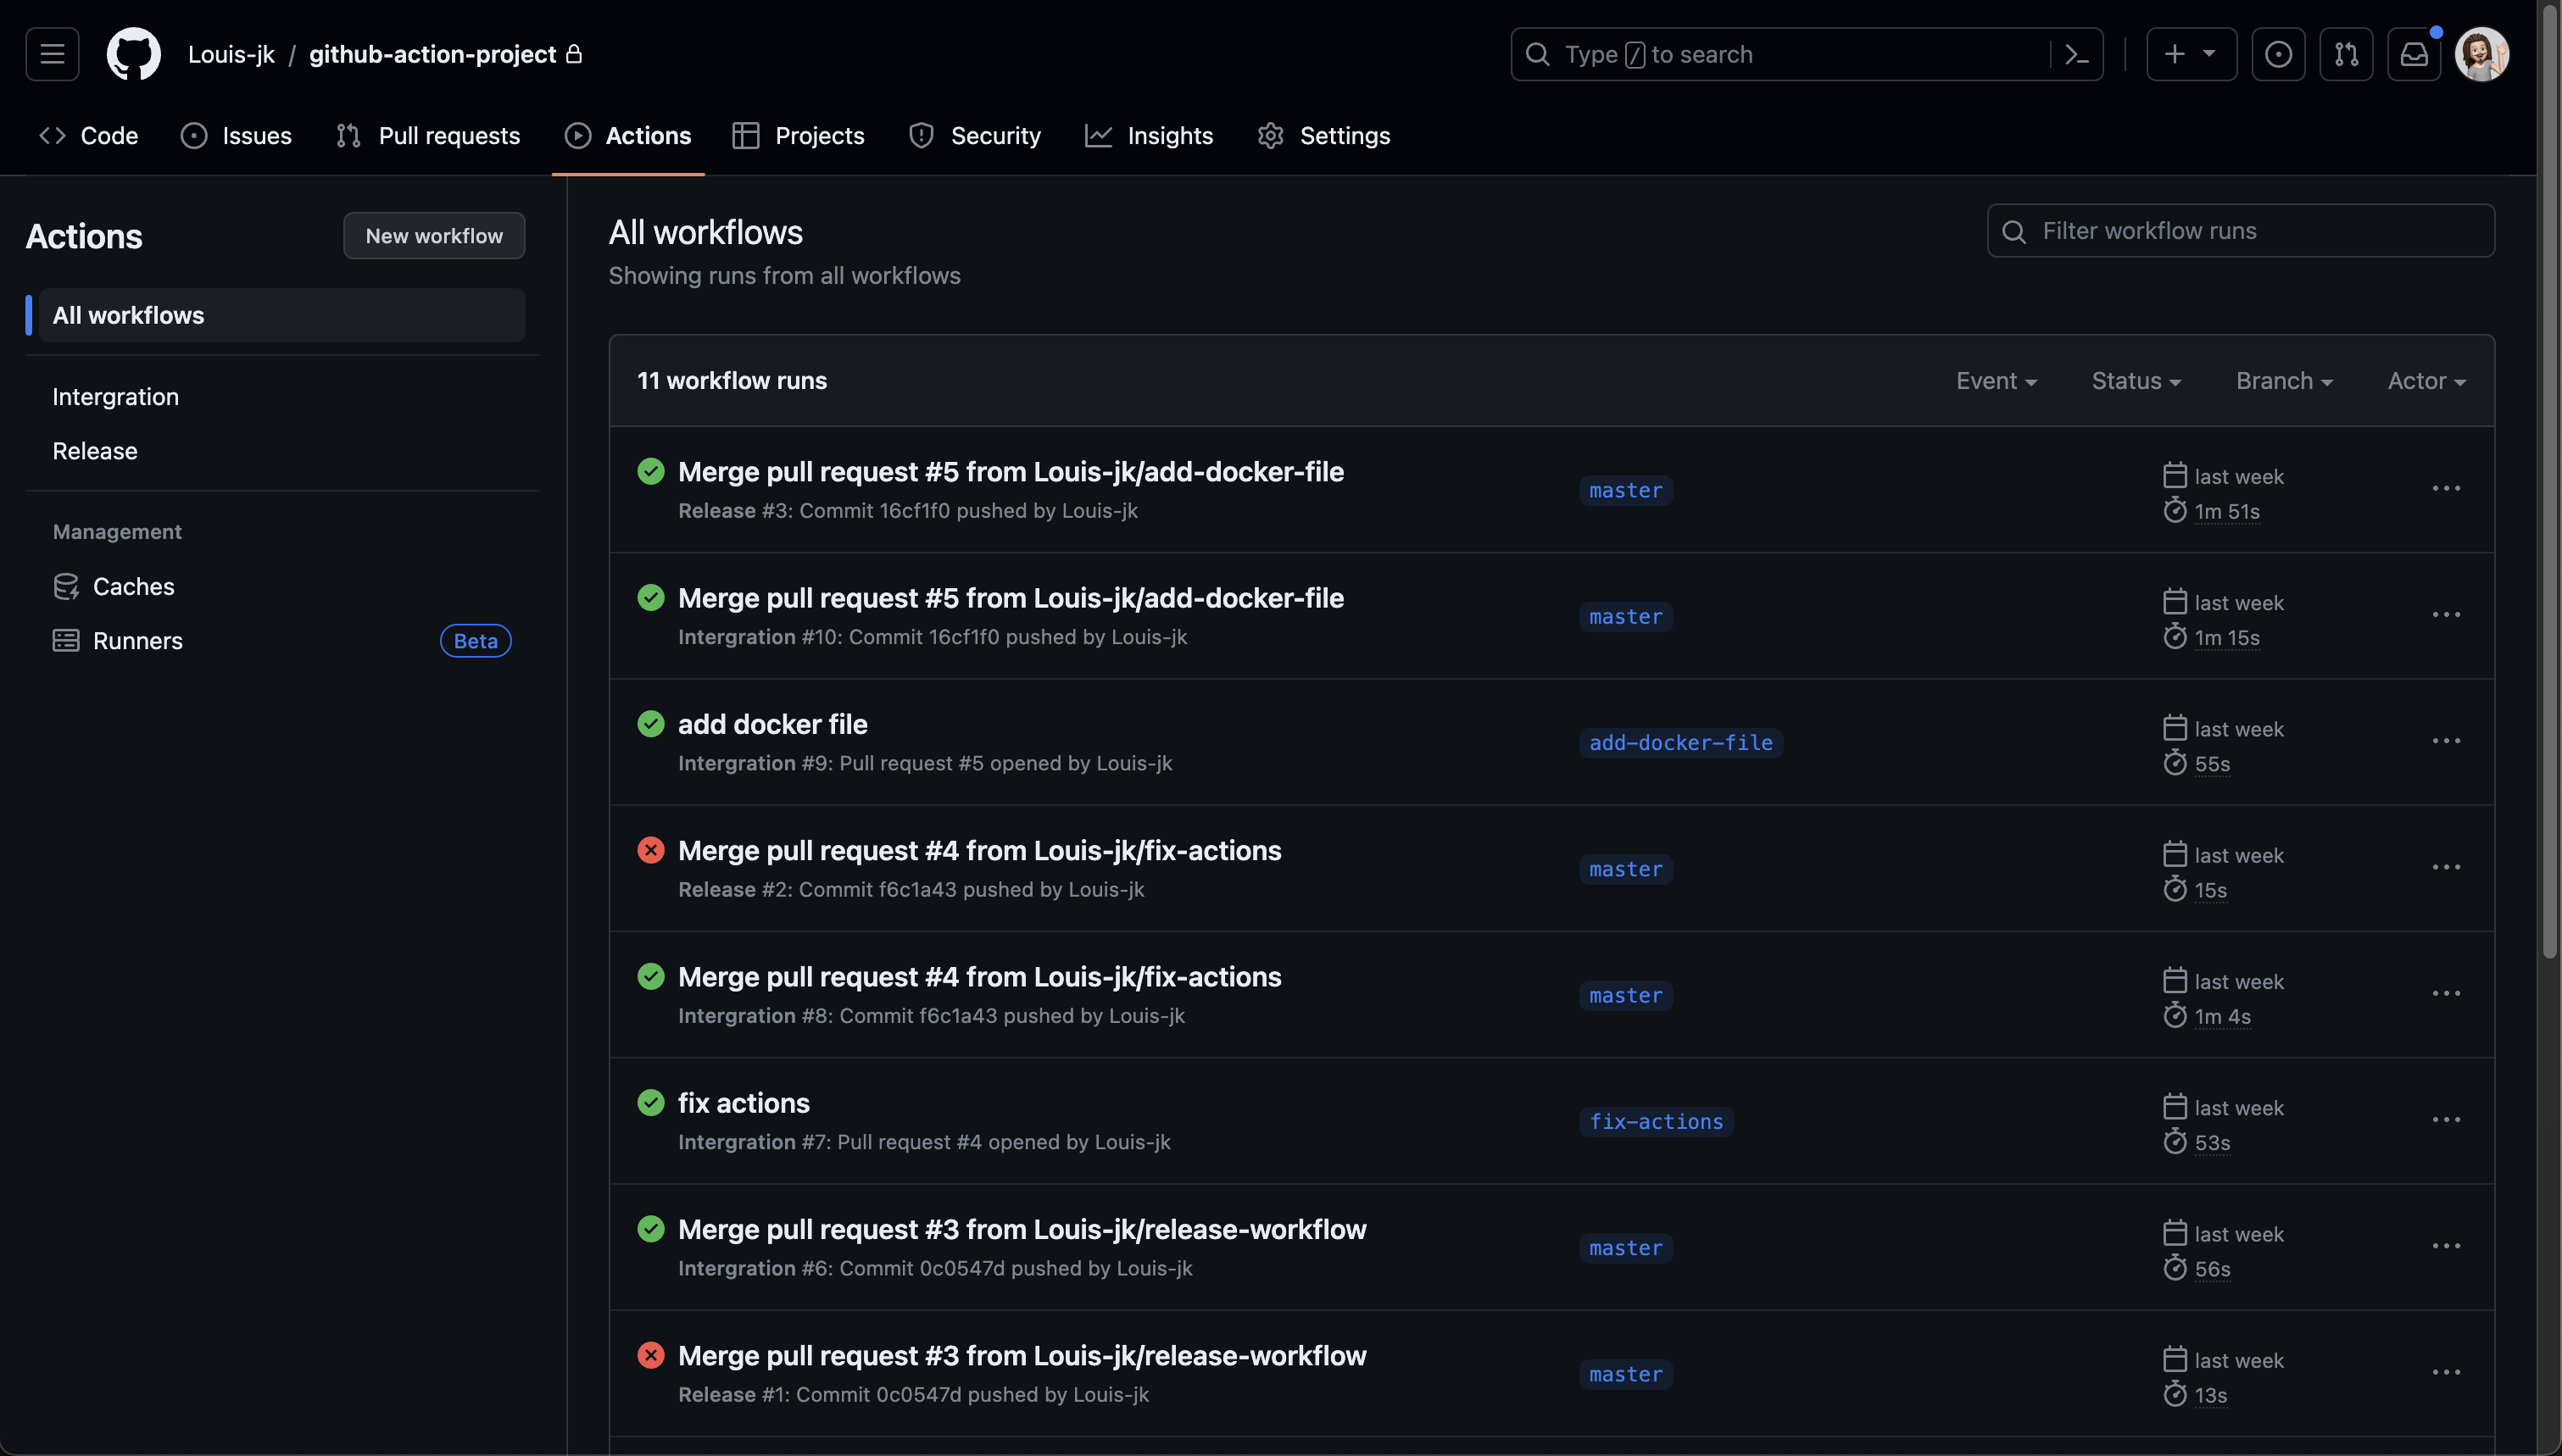 Louis-jk / github-action-project
Type / to search
Code Issues Pull requests Actions Projects Security Insights Settings
Actions
New workflow
All workflows
Intergration
Release
Management
Caches
Runners Beta
All workflows
Showing runs from all workflows
Filter workflow runs
11 workflow runs
Event Status Branch Actor
Merge pull request #5 from Louis-jk/add-docker-file
Release #3: Commit 16cf1f0 pushed by Louis-jk
master
last week
1m 51s
Merge pull request #5 from Louis-jk/add-docker-file
Intergration #10: Commit 16cf1f0 pushed by Louis-jk
master
last week
1m 15s
add docker file
Intergration #9: Pull request #5 opened by Louis-jk
add-docker-file
last week
55s
Merge pull request #4 from Louis-jk/fix-actions
Release #2: Commit f6c1a43 pushed by Louis-jk
master
last week
15s
Merge pull request #4 from Louis-jk/fix-actions
Intergration #8: Commit f6c1a43 pushed by Louis-jk
master
last week
1m 4s
fix actions
Intergration #7: Pull request #4 opened by Louis-jk
fix-actions
last week
53s
Merge pull request #3 from Louis-jk/release-workflow
Intergration #6: Commit 0c0547d pushed by Louis-jk
master
last week
56s
Merge pull request #3 from Louis-jk/release-workflow
Release #1: Commit 0c0547d pushed by Louis-jk
master
last week
13s